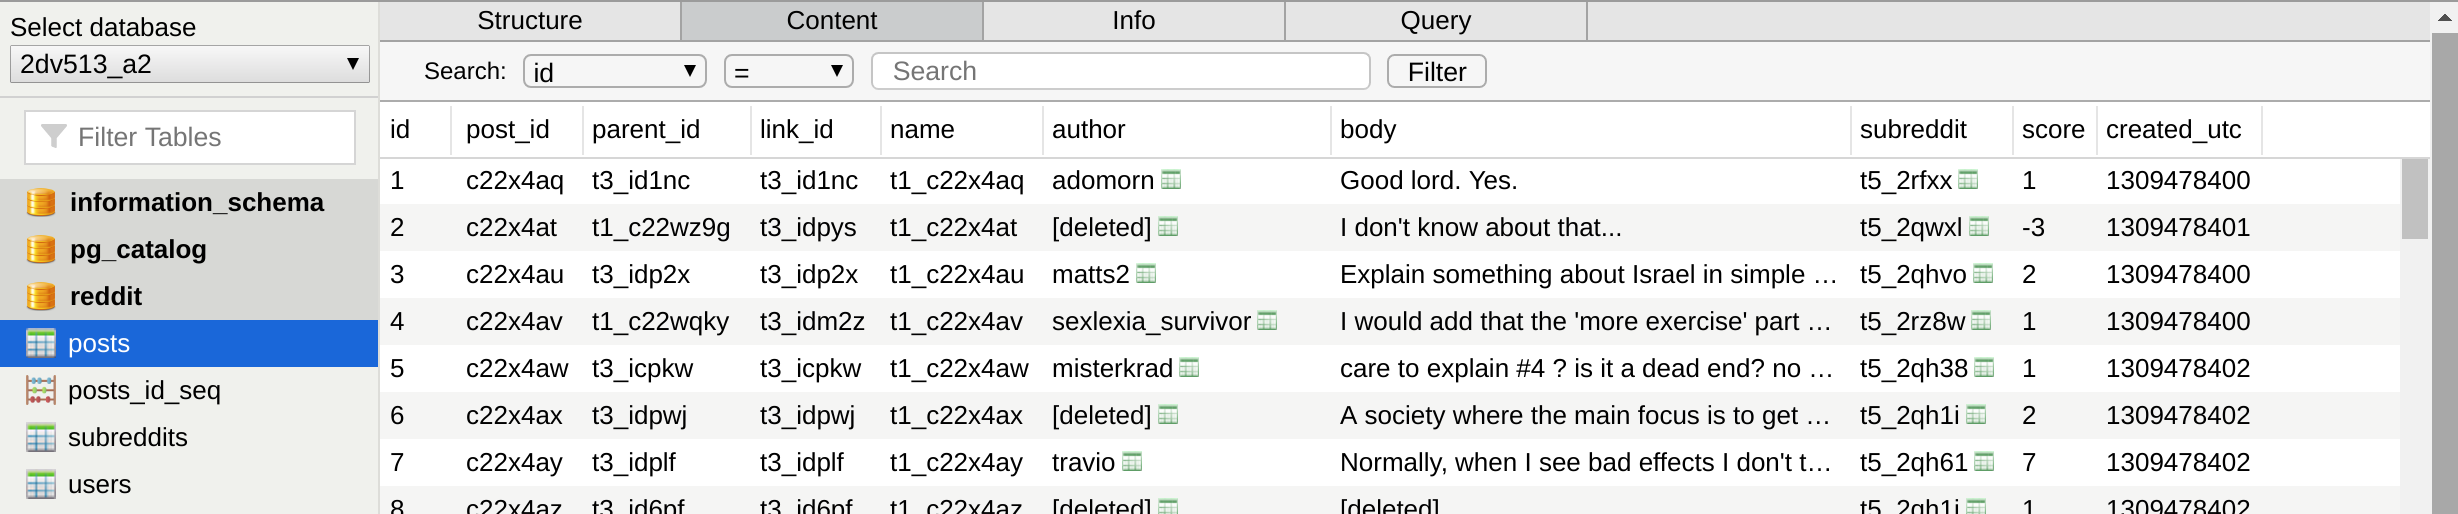 Select database
2dv513_a2
Filter Tables
information_schema
pg_catalog
reddit
posts
posts_id_seq
subreddits
users
Structure Content Info Query
Search: id = Search Filter
id post_id parent_id link_id name author body subreddit score created_utc
1 c22x4aq t3_id1nc t3_id1nc t1_c22x4aq adomorn Good lord. Yes. t5_2rfxx 1 1309478400
2 c22x4at t1_c22wz9g t3_idpys t1_c22x4at [deleted] I don't know about that... t5_2qwxl -3 1309478401
3 c22x4au t3_idp2x t3_idp2x t1_c22x4au matts2 Explain something about Israel in simple … t5_2qhvo 2 1309478400
4 c22x4av t1_c22wqky t3_idm2z t1_c22x4av sexlexia_survivor I would add that the 'more exercise' part … t5_2rz8w 1 1309478400
5 c22x4aw t3_icpkw t3_icpkw t1_c22x4aw misterkrad care to explain #4 ? is it a dead end? no … t5_2qh38 1 1309478402
6 c22x4ax t3_idpwj t3_idpwj t1_c22x4ax [deleted] A society where the main focus is to get … t5_2qh1i 2 1309478402
7 c22x4ay t3_idplf t3_idplf t1_c22x4ay travio Normally, when I see bad effects I don't t… t5_2qh61 7 1309478402
8 c22x4az t3_id6pf t3_id6pf t1_c22x4az [deleted] [deleted] t5_2qh1i 1 1309478402